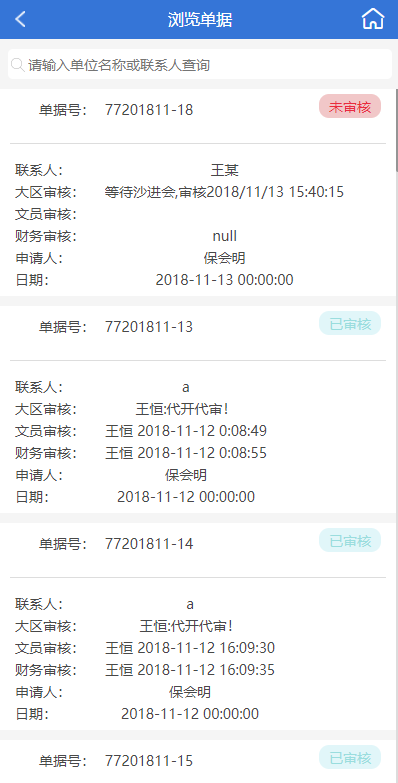 浏览单据
请输入单位名称或联系人查询
单据号: 77201811-18 未审核
联系人: 王某
大区审核: 等待沙进会,审核2018/11/13 15:40:15
文员审核:
财务审核: null
申请人: 保会明
日期: 2018-11-13 00:00:00
单据号: 77201811-13 已审核
联系人: a
大区审核: 王恒:代开代审!
文员审核: 王恒 2018-11-12 0:08:49
财务审核: 王恒 2018-11-12 0:08:55
申请人: 保会明
日期: 2018-11-12 00:00:00
单据号: 77201811-14 已审核
联系人: a
大区审核: 王恒:代开代审!
文员审核: 王恒 2018-11-12 16:09:30
财务审核: 王恒 2018-11-12 16:09:35
申请人: 保会明
日期: 2018-11-12 00:00:00
单据号: 77201811-15 已审核